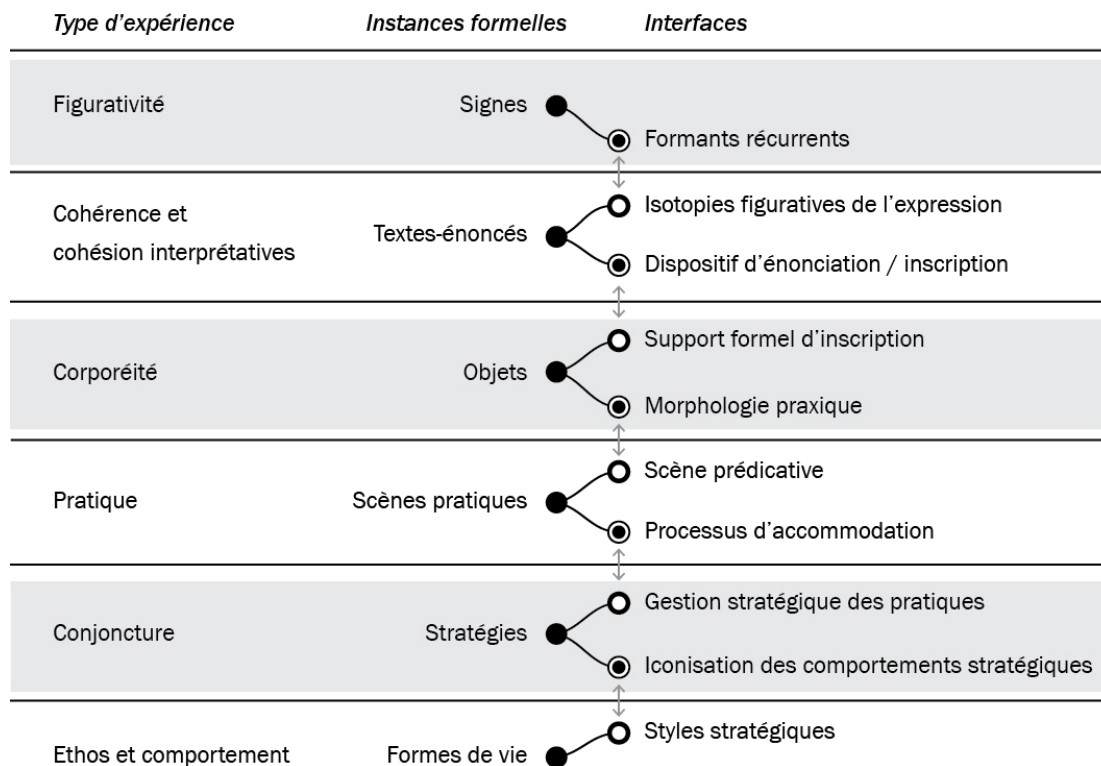 Type d’expérience Instances formelles Interfaces
Figurativité Signes
Formants récurrents
Isotopies figuratives de l’expression
Cohérence et
cohésion interprétatives Textes-énoncés
Dispositif d’énonciation / inscription
Support formel d’inscription
Corporéité Objets
Morphologie praxique
Scène prédicative
Pratique Scènes pratiques
Processus d’accommodation
Gestion stratégique des pratiques
Conjoncture Stratégies
Iconisation des comportements stratégiques
Styles stratégiques
Ethos et comportement Formes de vie